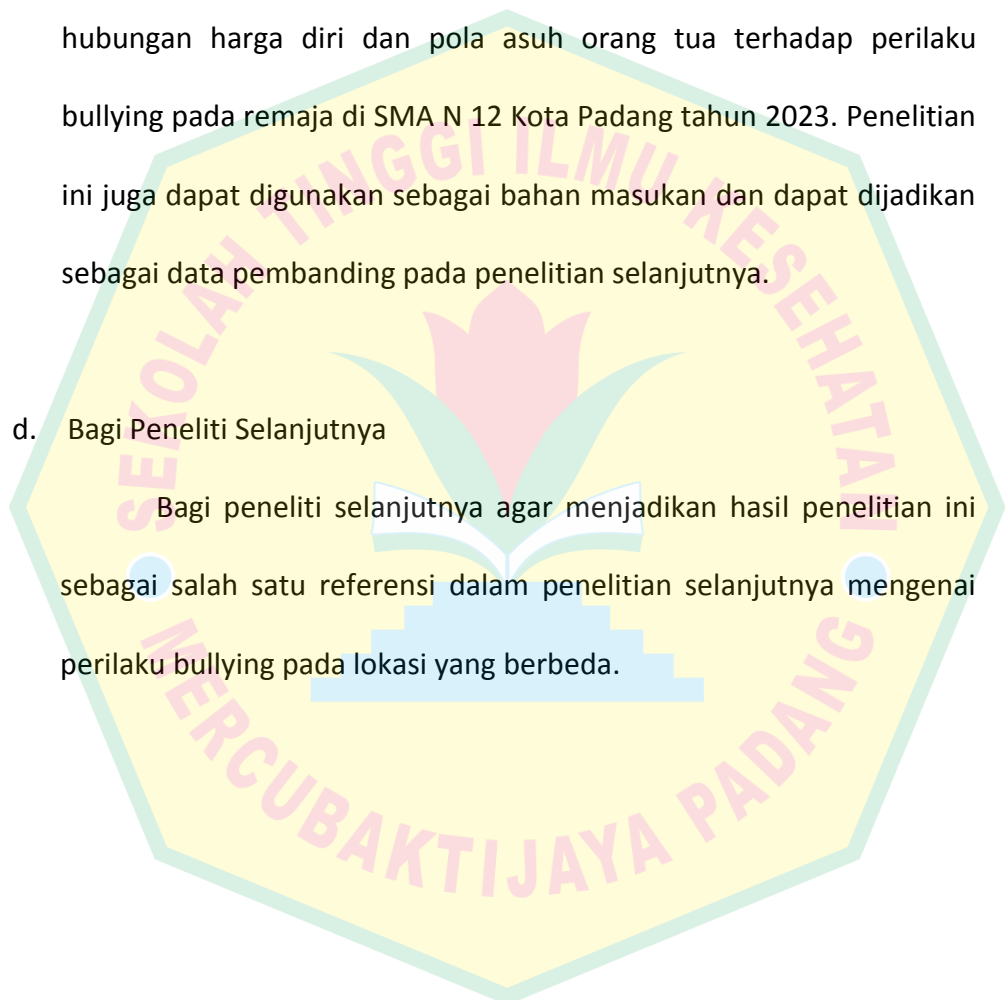 hubungan harga diri dan pola asuh orang tua terhadap perilaku
bullying pada remaja di SMA N 12 Kota Padang tahun 2023. Penelitian
ini juga dapat digunakan sebagai bahan masukan dan dapat dijadikan
sebagai data pembanding pada penelitian selanjutnya.
d. Bagi Peneliti Selanjutnya
Bagi peneliti selanjutnya agar menjadikan hasil penelitian ini
sebagai salah satu referensi dalam penelitian selanjutnya mengenai
perilaku bullying pada lokasi yang berbeda.
SEKOLAH TINGGI ILMU KESEHATAN
MERCUBAKTIJAYA PADANG